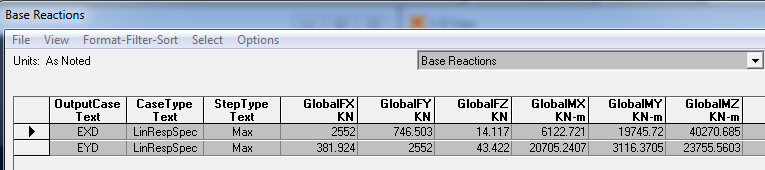 Base Reactions
File View Format-Filter-Sort Select Options
Units: As Noted
Base Reactions
OutputCase CaseType StepType GlobalFX GlobalFY GlobalFZ GlobalMX GlobalMY GlobalMZ
Text Text Text KN KN KN KN-m KN-m KN-m
EXD LinRespSpec Max 2552 746.503 14.117 6122.721 19745.72 40270.685
EYD LinRespSpec Max 381.924 2552 43.422 20705.2407 3116.3705 23755.5603